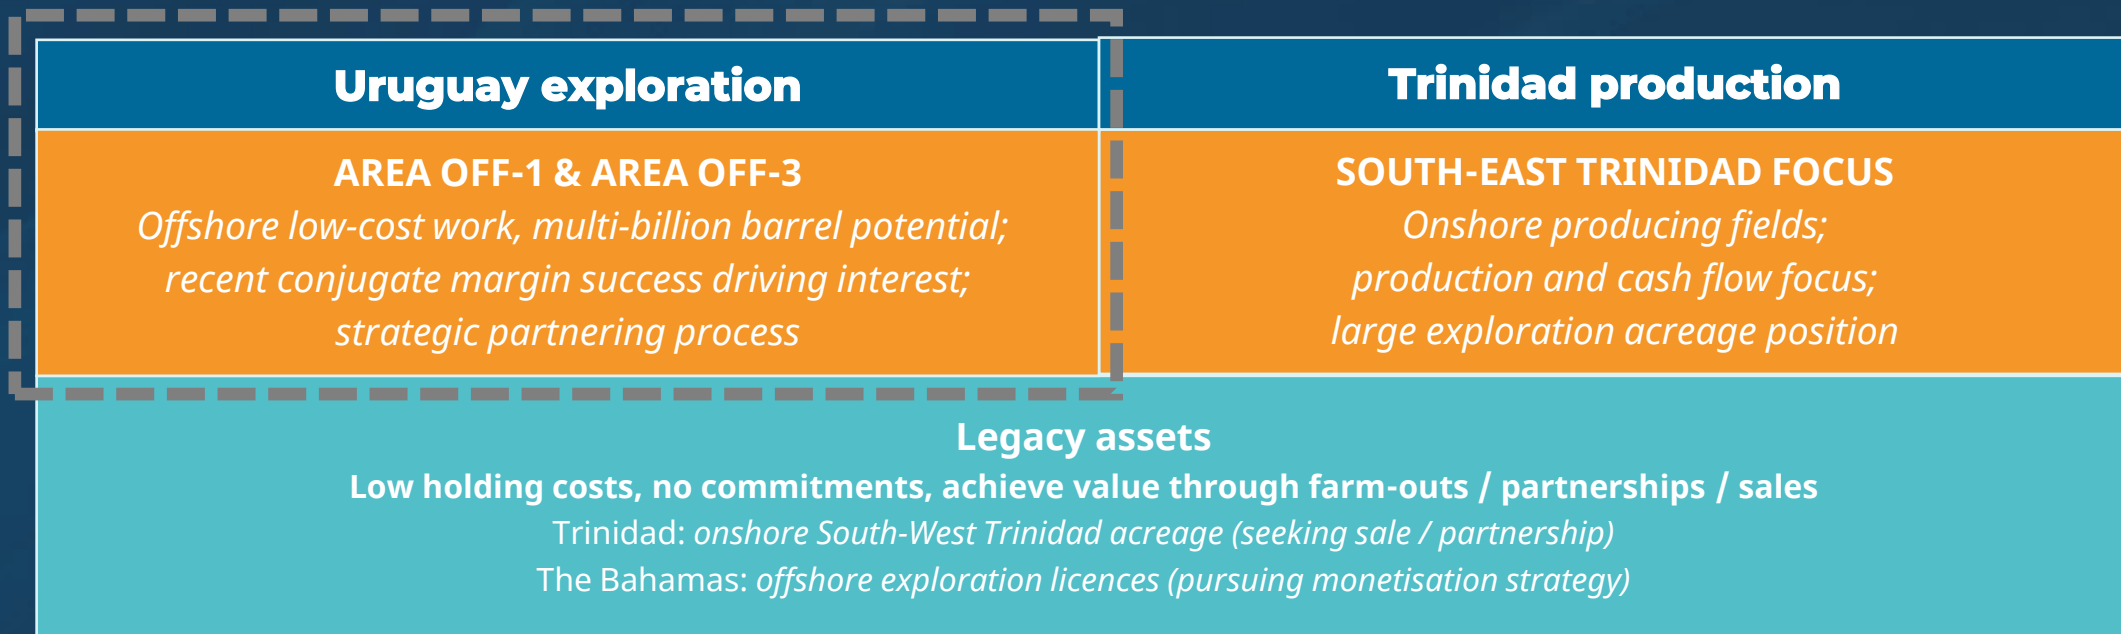 Uruguay exploration
AREA OFF-1 & AREA OFF-3
Offshore low-cost work, multi-billion barrel potential;
recent conjugate margin success driving interest;
strategic partnering process
Trinidad production
SOUTH-EAST TRINIDAD FOCUS
Onshore producing fields;
production and cash flow focus;
large exploration acreage position
Legacy assets
Low holding costs, no commitments, achieve value through farm-outs / partnerships / sales
Trinidad: onshore South-West Trinidad acreage (seeking sale / partnership)
The Bahamas: offshore exploration licences (pursuing monetisation strategy)